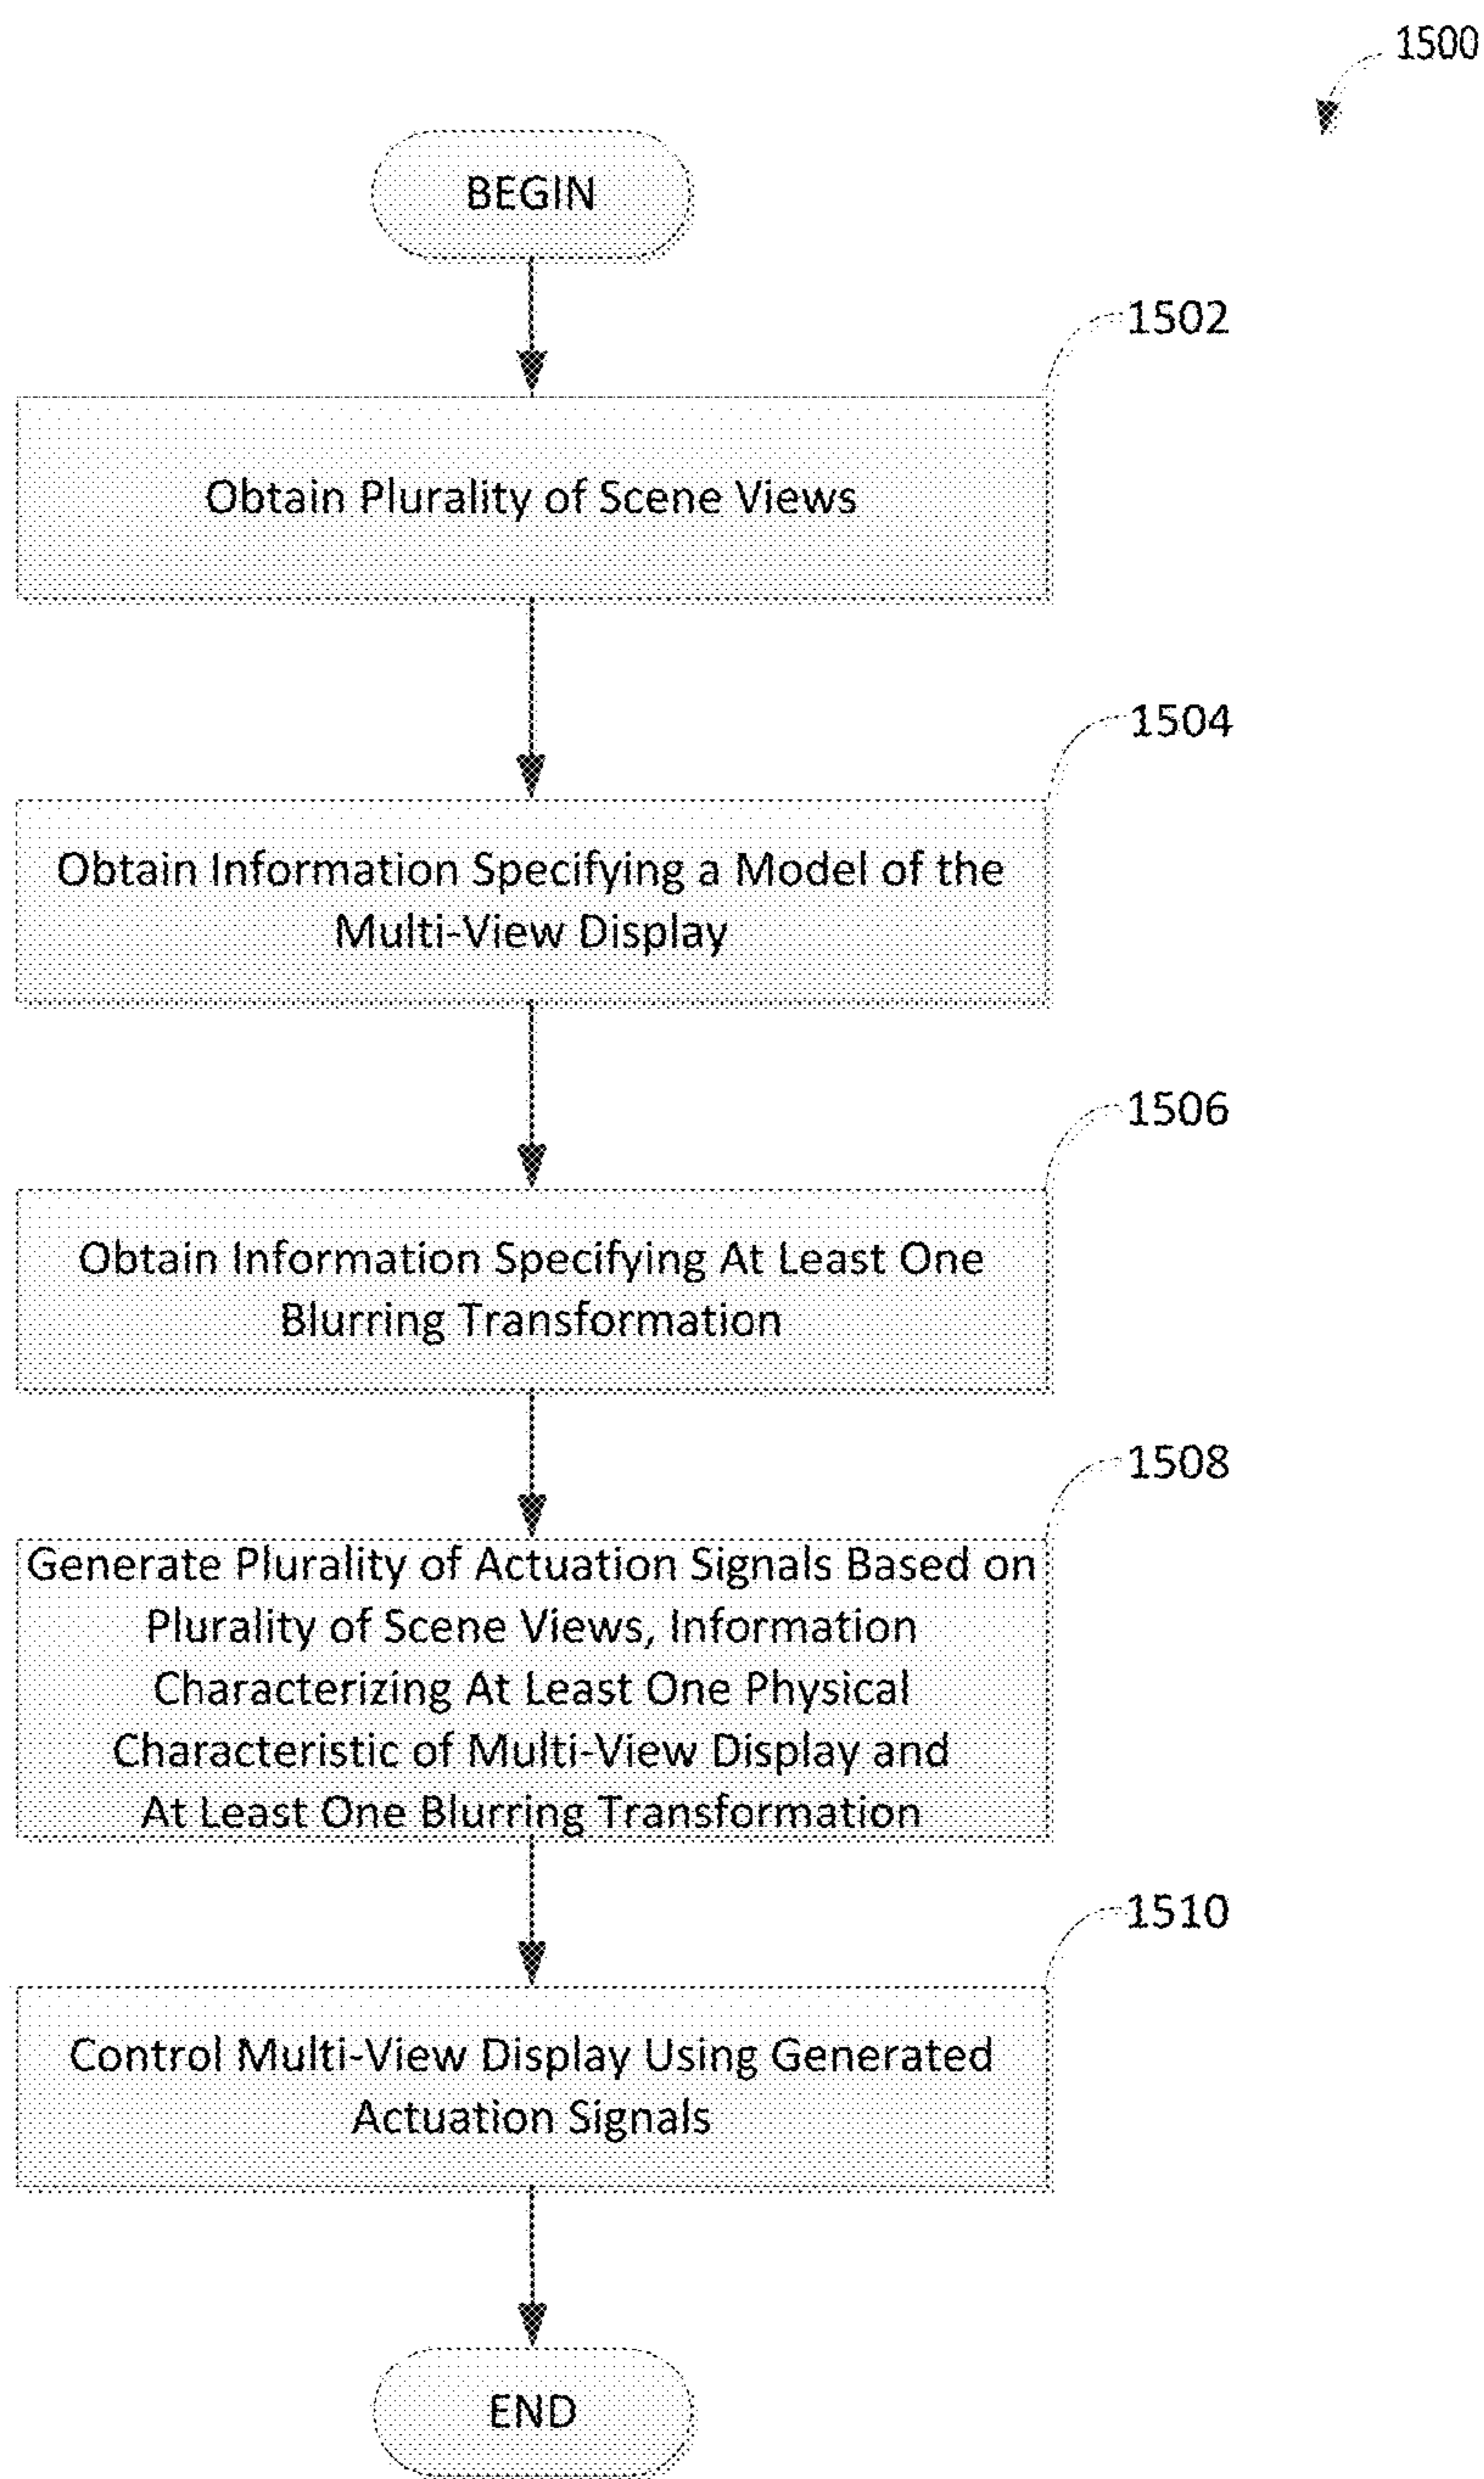 1500
BEGIN
1502
Obtain Plurality of Scene Views
1504
Obtain Information Specifying a Model of the
Multi-View Display
1506
Obtain Information Specifying At Least One
Blurring Transformation
1508
Generate Plurality of Actuation Signals Based on
Plurality of Scene Views, Information
Characterizing At Least One Physical
Characteristic of Multi-View Display and
At Least One Blurring Transformation
1510
Control Multi-View Display Using Generated
Actuation Signals
END